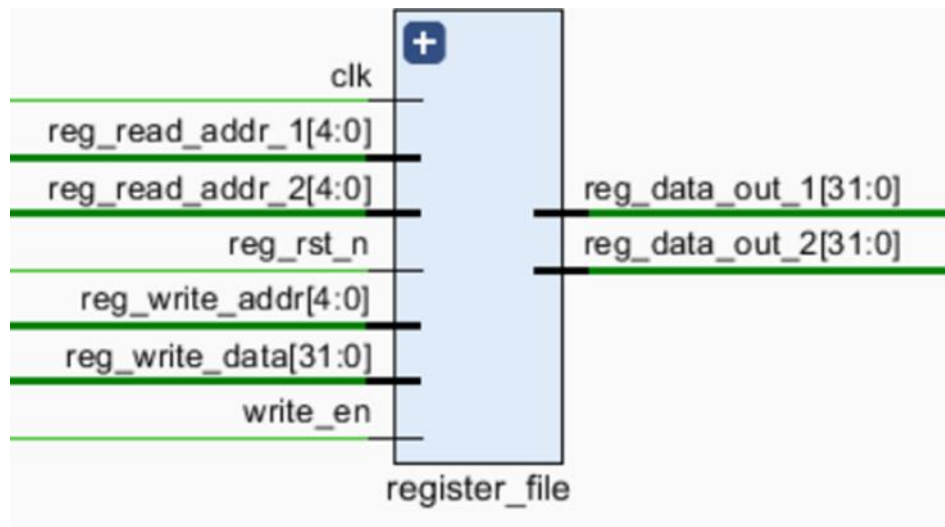 clk
reg_read_addr_1[4:0]
reg_read_addr_2[4:0]
reg_rst_n
reg_write_addr[4:0]
reg_write_data[31:0]
write_en
reg_data_out_1[31:0]
reg_data_out_2[31:0]
register_file